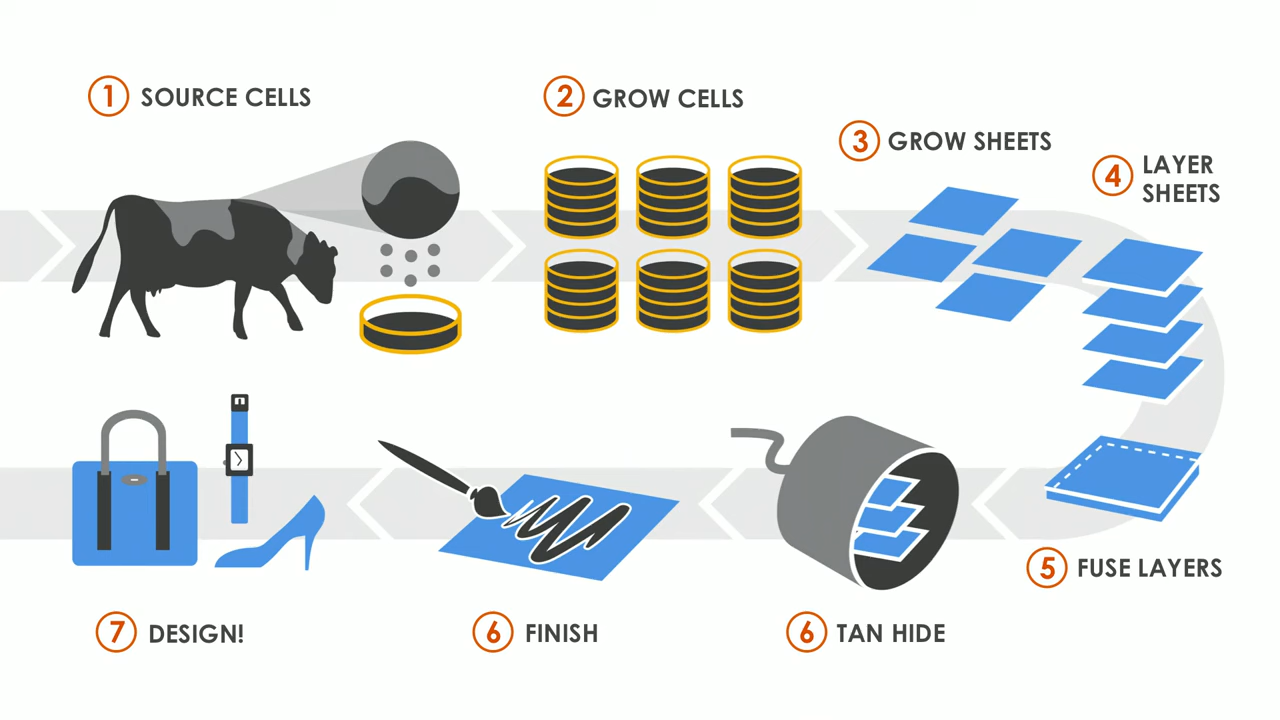 1 SOURCE CELLS
2 GROW CELLS
3 GROW SHEETS
4 LAYER
SHEETS
5 FUSE LAYERS
6 TAN HIDE
6 FINISH
7 DESIGN!